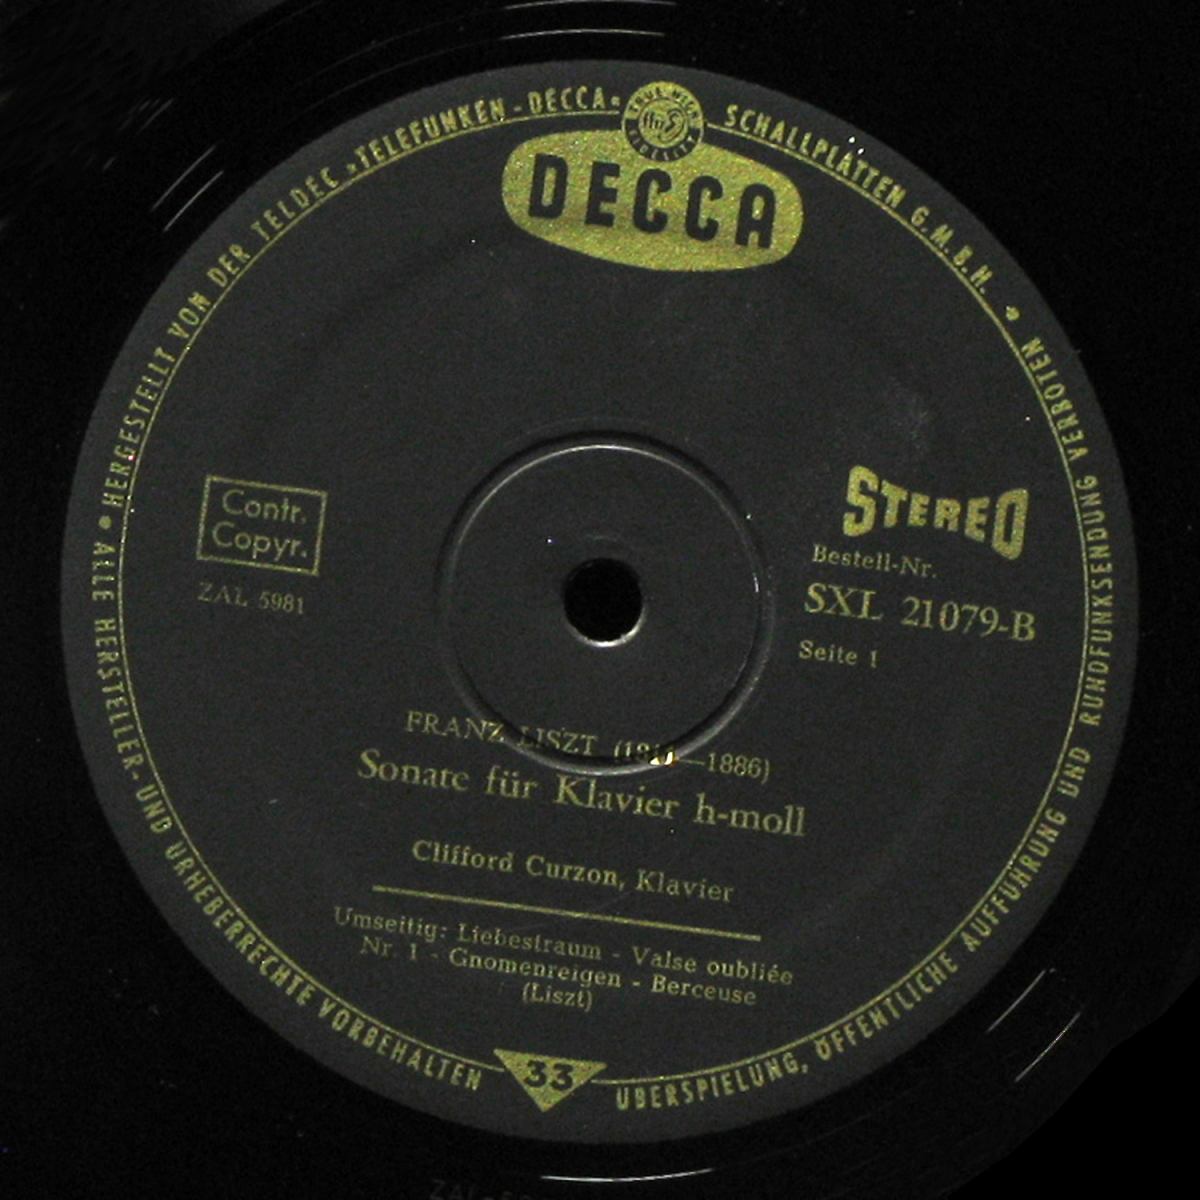 HERGESTELLT VON DER TELDEC »TELEFUNKEN-DECCA« SCHALLPLATTEN G.M.B.H. •
RUNDFUNKSENDUNG VERBOTEN
ffrr
DECCA
STEREO
Contr.
Copyr.
ZAL 5981
Bestell-Nr.
SXL 21079-B
Seite 1
FRANZ LISZT (1811—1886)
Sonate für Klavier h-moll
Clifford Curzon, Klavier
Umseitig: Liebestraum - Valse oubliée
Nr. 1 - Gnomenreigen - Berceuse
(Liszt)
33
• ALLE HERSTELLER- UND URHEBERRECHTE VORBEHALTEN
ÜBERSPIELUNG, ÖFFENTLICHE AUFFÜHRUNG UND